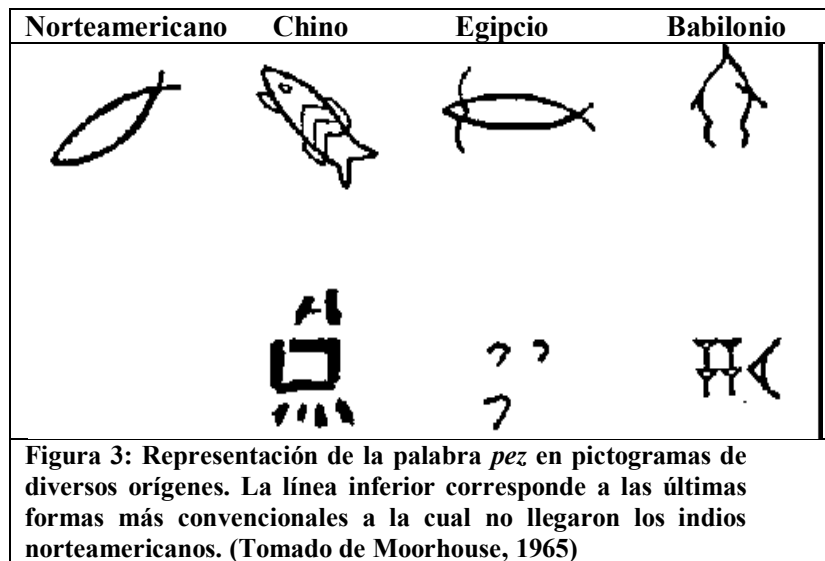 Norteamericano Chino Egipcio Babilonio
Figura 3: Representación de la palabra pez en pictogramas de
diversos orígenes. La línea inferior corresponde a las últimas
formas más convencionales a la cual no llegaron los indios
norteamericanos. (Tomado de Moorhouse, 1965)